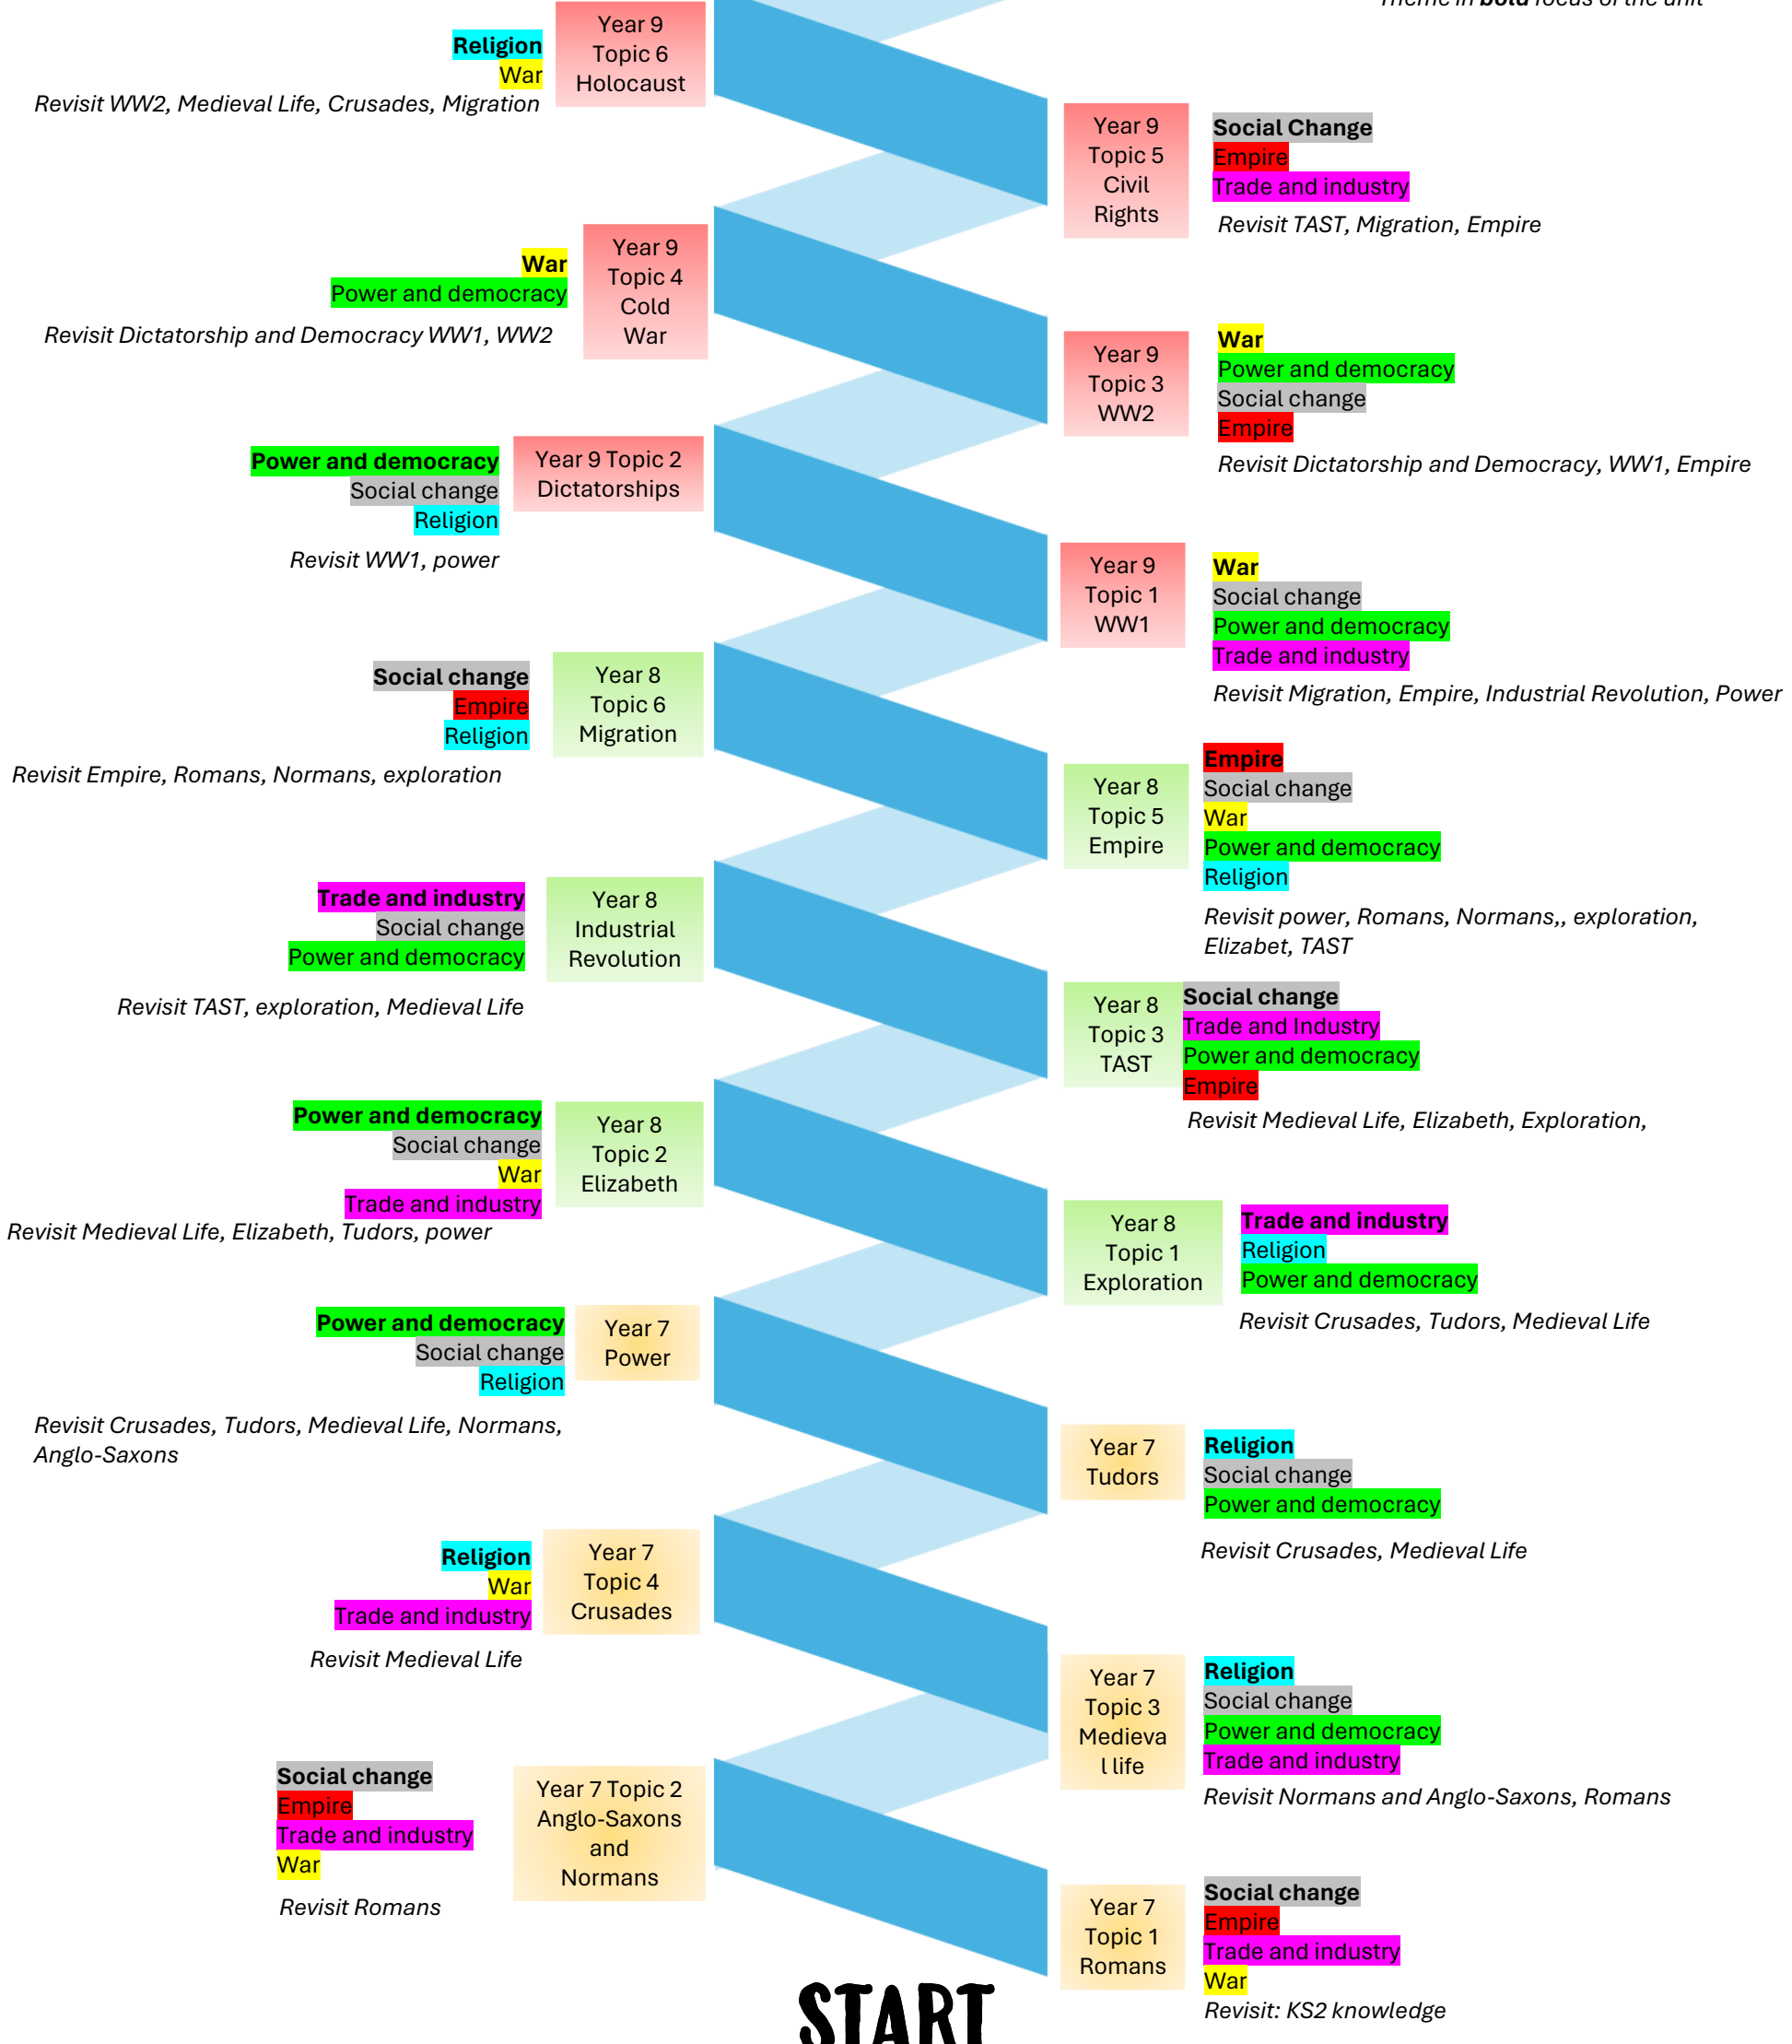 Theme in bold focus of the unit
Religion
War
Revisit WW2, Medieval Life, Crusades, Migration
Year 9
Topic 6
Holocaust
Year 9
Topic 5
Civil
Rights
Social Change
Empire
Trade and industry
Revisit TAST, Migration, Empire
War
Power and democracy
Revisit Dictatorship and Democracy WW1, WW2
Year 9
Topic 4
Cold
War
Year 9
Topic 3
WW2
War
Power and democracy
Social change
Empire
Revisit Dictatorship and Democracy, WW1, Empire
Power and democracy
Social change
Religion
Revisit WW1, power
Year 9 Topic 2
Dictatorships
Year 9
Topic 1
WW1
War
Social change
Power and democracy
Trade and industry
Revisit Migration, Empire, Industrial Revolution, Power
Social change
Empire
Religion
Revisit Empire, Romans, Normans, exploration
Year 8
Topic 6
Migration
Year 8
Topic 5
Empire
Empire
Social change
War
Power and democracy
Religion
Revisit power, Romans, Normans,, exploration,
Elizabet, TAST
Trade and industry
Social change
Power and democracy
Revisit TAST, exploration, Medieval Life
Year 8
Industrial
Revolution
Year 8
Topic 3
TAST
Social change
Trade and Industry
Power and democracy
Empire
Revisit Medieval Life, Elizabeth, Exploration,
Power and democracy
Social change
War
Trade and industry
Revisit Medieval Life, Elizabeth, Tudors, power
Year 8
Topic 2
Elizabeth
Year 8
Topic 1
Exploration
Trade and industry
Religion
Power and democracy
Revisit Crusades, Tudors, Medieval Life
Power and democracy
Social change
Religion
Revisit Crusades, Tudors, Medieval Life, Normans,
Anglo-Saxons
Year 7
Power
Year 7
Tudors
Religion
Social change
Power and democracy
Revisit Crusades, Medieval Life
Religion
War
Trade and industry
Revisit Medieval Life
Year 7
Topic 4
Crusades
Year 7
Topic 3
Medieva
l life
Religion
Social change
Power and democracy
Trade and industry
Revisit Normans and Anglo-Saxons, Romans
Social change
Empire
Trade and industry
War
Revisit Romans
Year 7 Topic 2
Anglo-Saxons
and
Normans
Year 7
Topic 1
Romans
Social change
Empire
Trade and industry
War
Revisit: KS2 knowledge
START